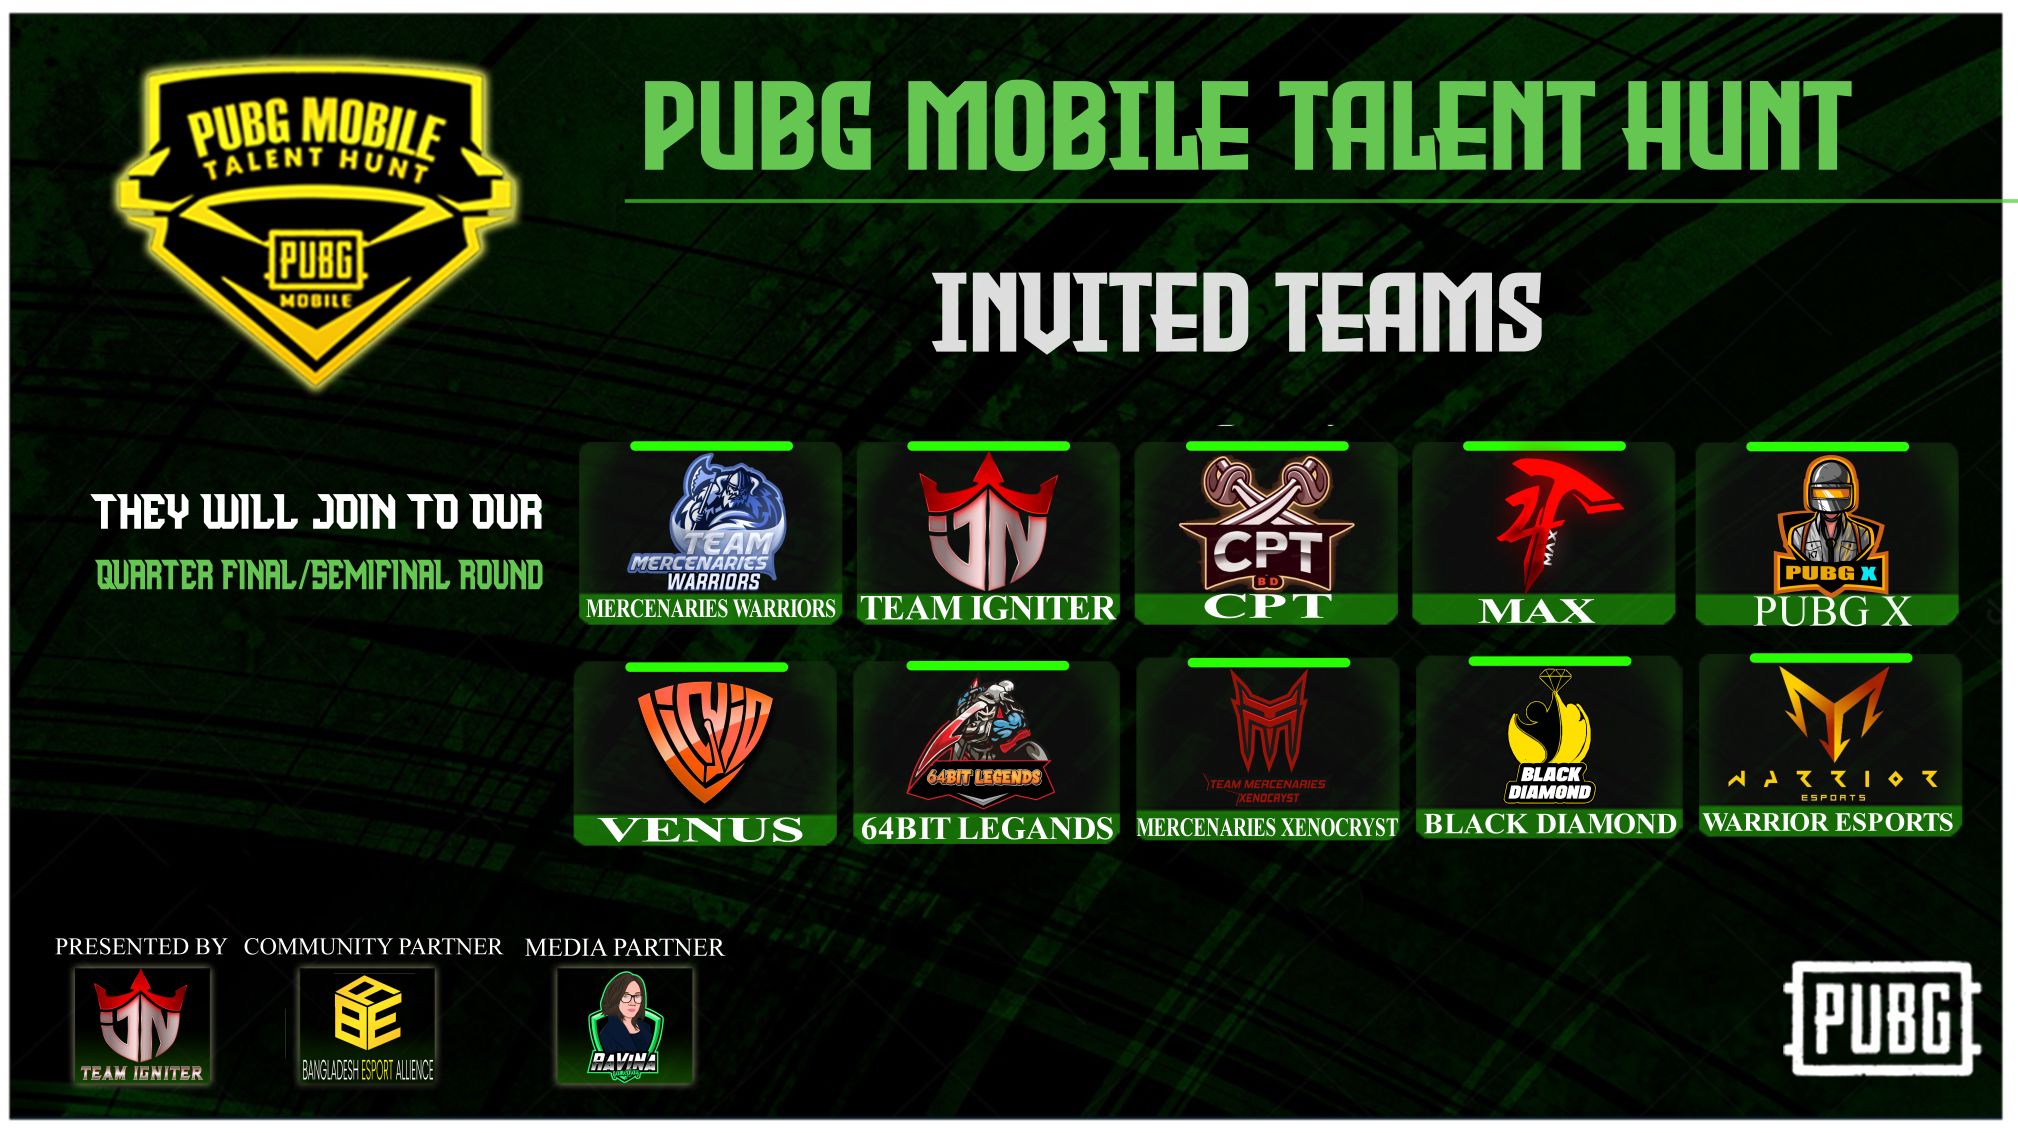 PUBG MOBILE
TALENT HUNT
PUBG
MOBILE
PUBG MOBILE TALENT HUNT
INVITED TEAMS
THEY WILL JOIN TO OUR
QUARTER FINAL/SEMIFINAL ROUND
TEAM
MERCENARIES
WARRIORS
MERCENARIES WARRIORS
TEAM IGNITER
CPT
BD
CPT
MAX
MAX
PUBG X
PUBG X
VENUS
64BIT LEGENDS
64BIT LEGANDS
TEAM MERCENARIES
XENOCRYST
MERCENARIES XENOCRYST
BLACK
DIAMOND
BLACK DIAMOND
WARRIOR
ESPORTS
WARRIOR ESPORTS
PRESENTED BY
TEAM IGNITER
COMMUNITY PARTNER
BANGLADESH ESPORT ALLIENCE
MEDIA PARTNER
RAVINA
PUBG